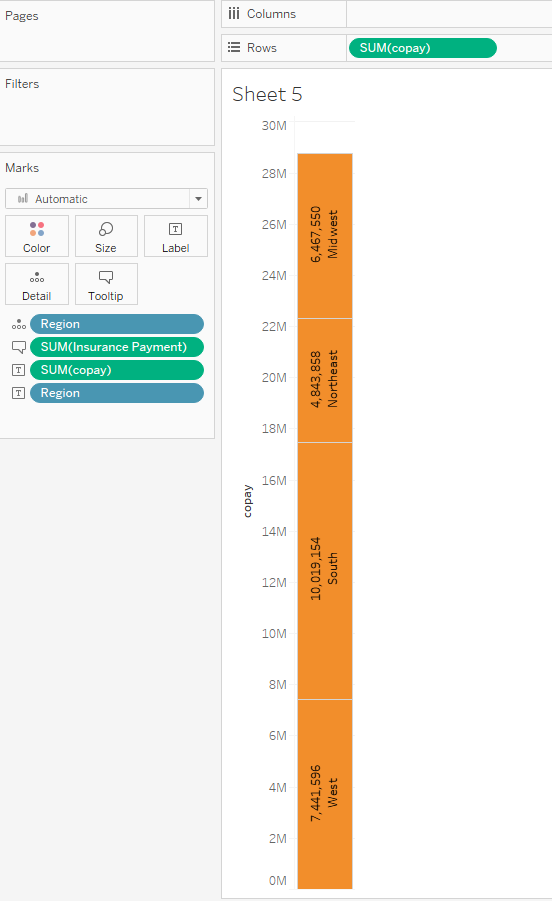 Pages
Columns
Rows
SUM(copay)
Filters
Marks
Automatic
Color
Size
Label
Detail
Tooltip
Region
SUM(Insurance Payment)
SUM(copay)
Region
Sheet 5
copay
30M
28M
26M
24M
22M
20M
18M
16M
14M
12M
10M
8M
6M
4M
2M
0M
6,467,550
Midwest
4,843,858
Northeast
10,019,154
South
7,441,596
West